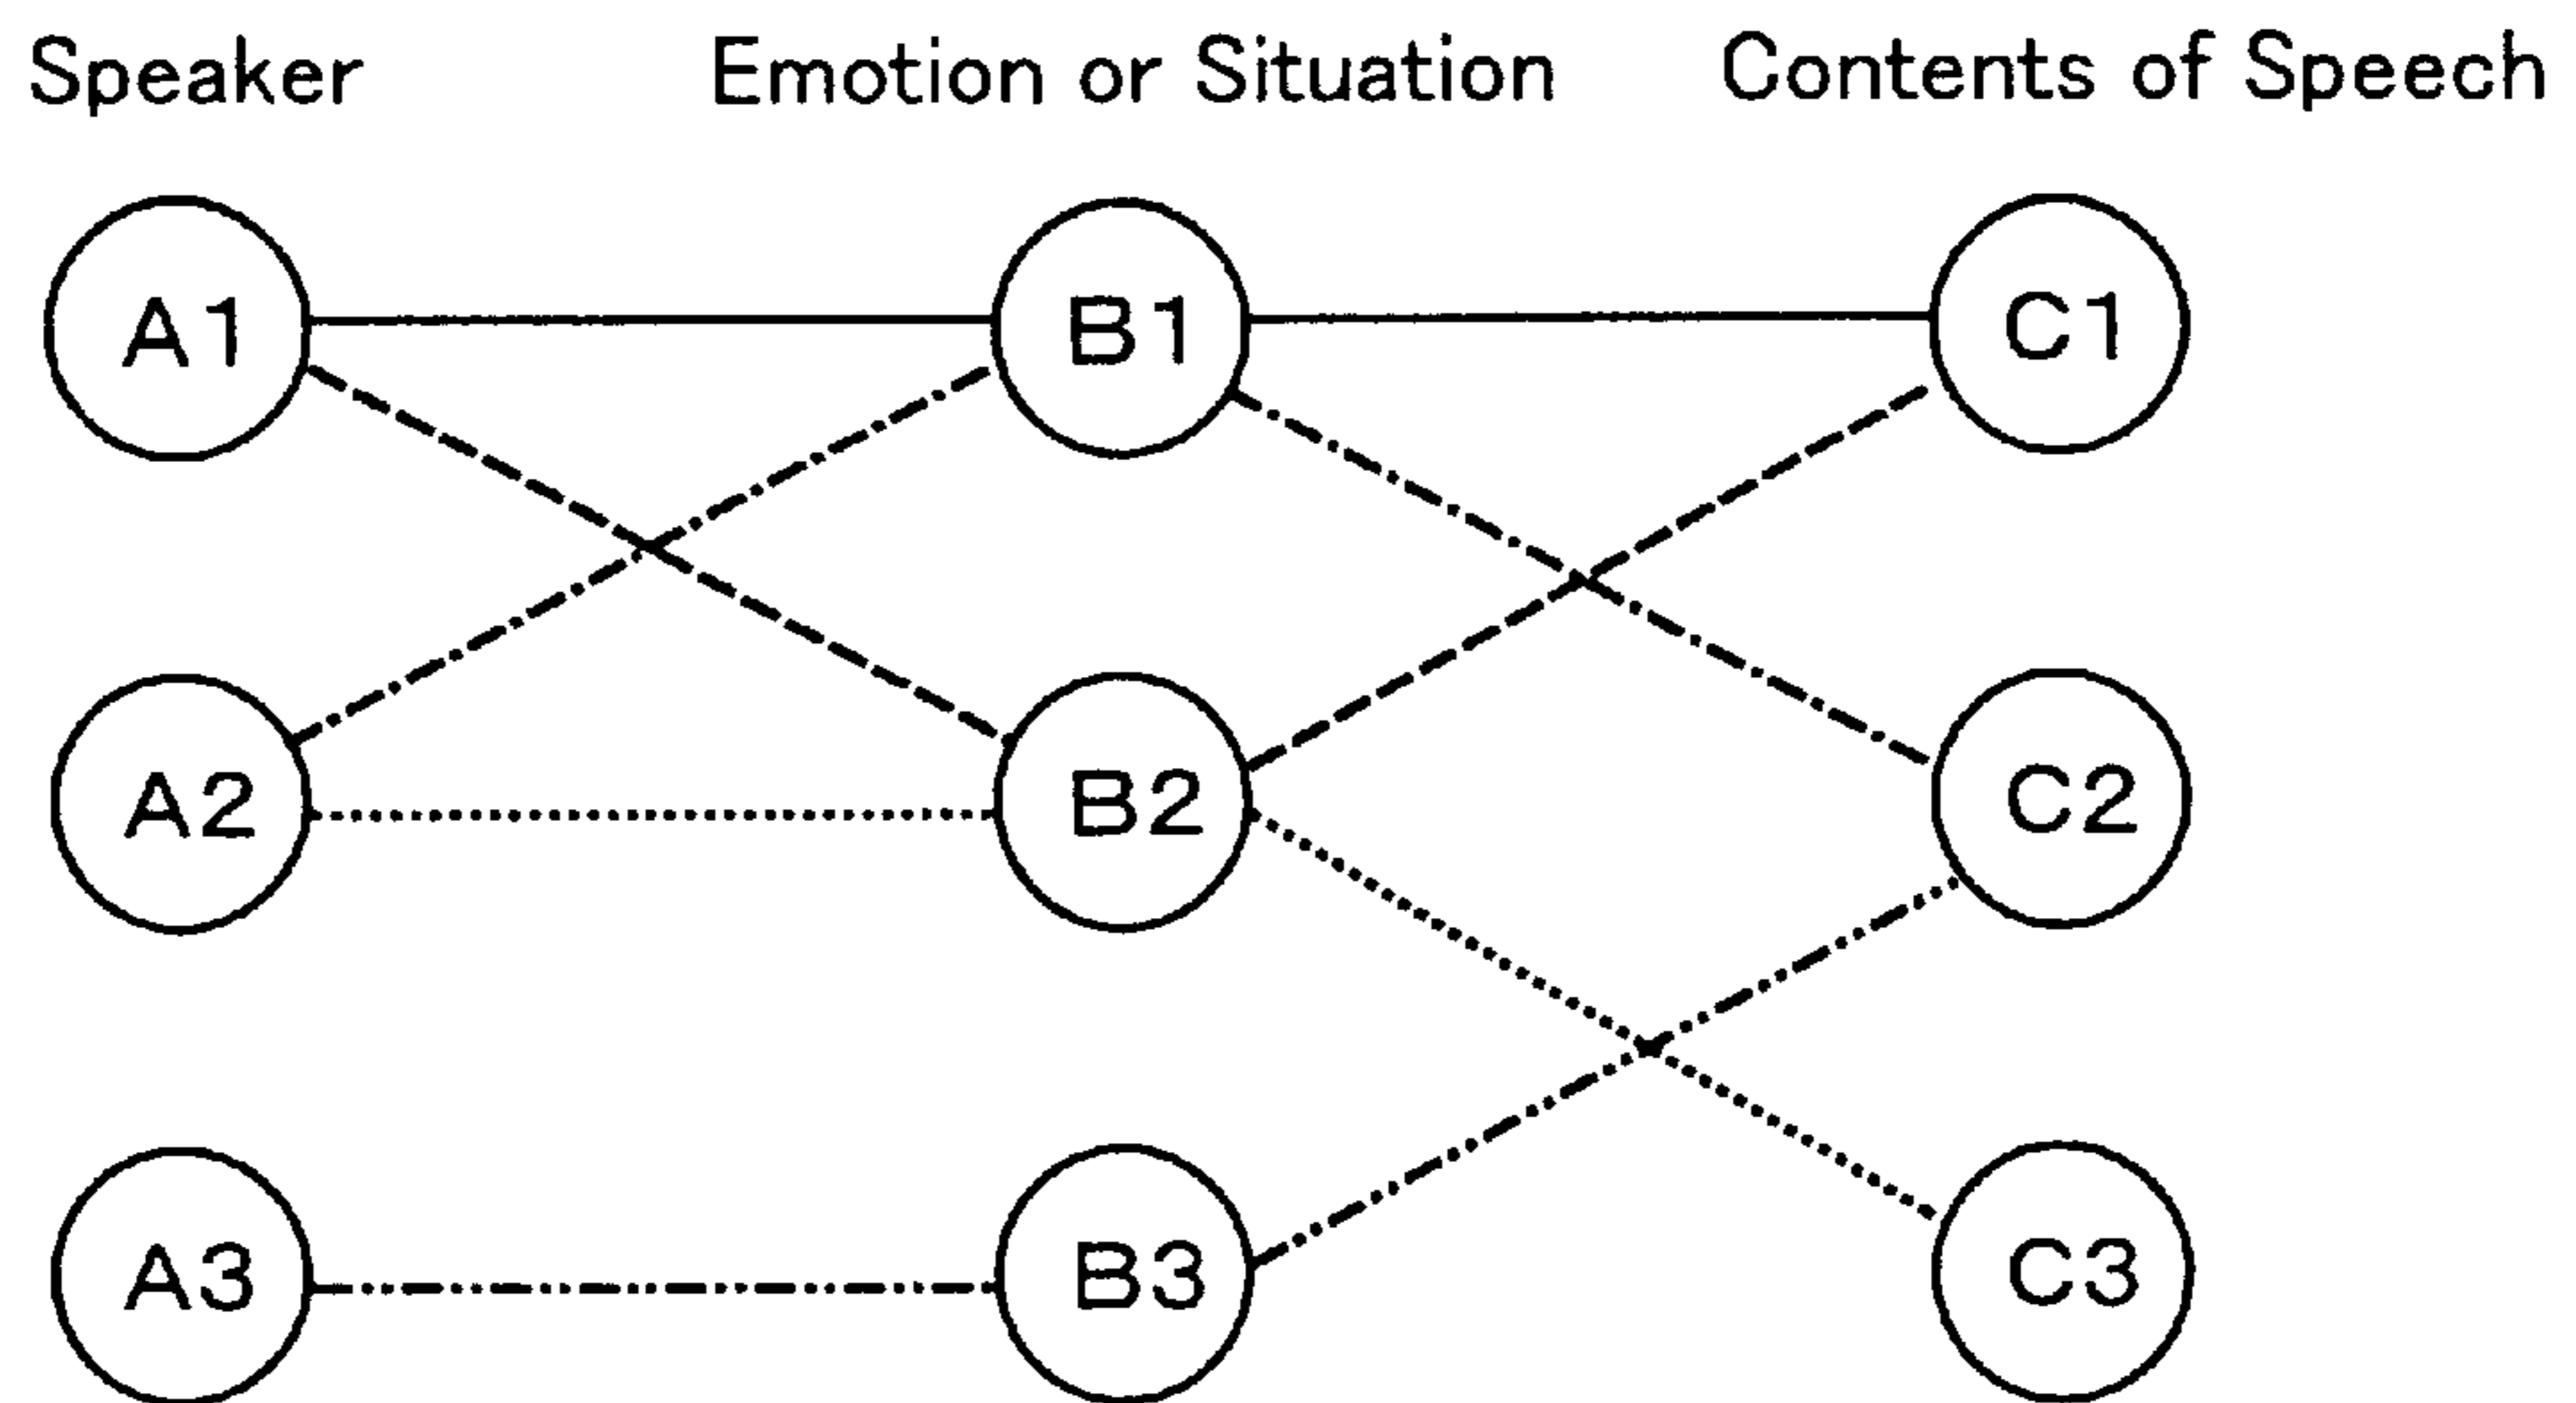 Speaker Emotion or Situation Contents of Speech
A1 B1 C1
A2 B2 C2
A3 B3 C3